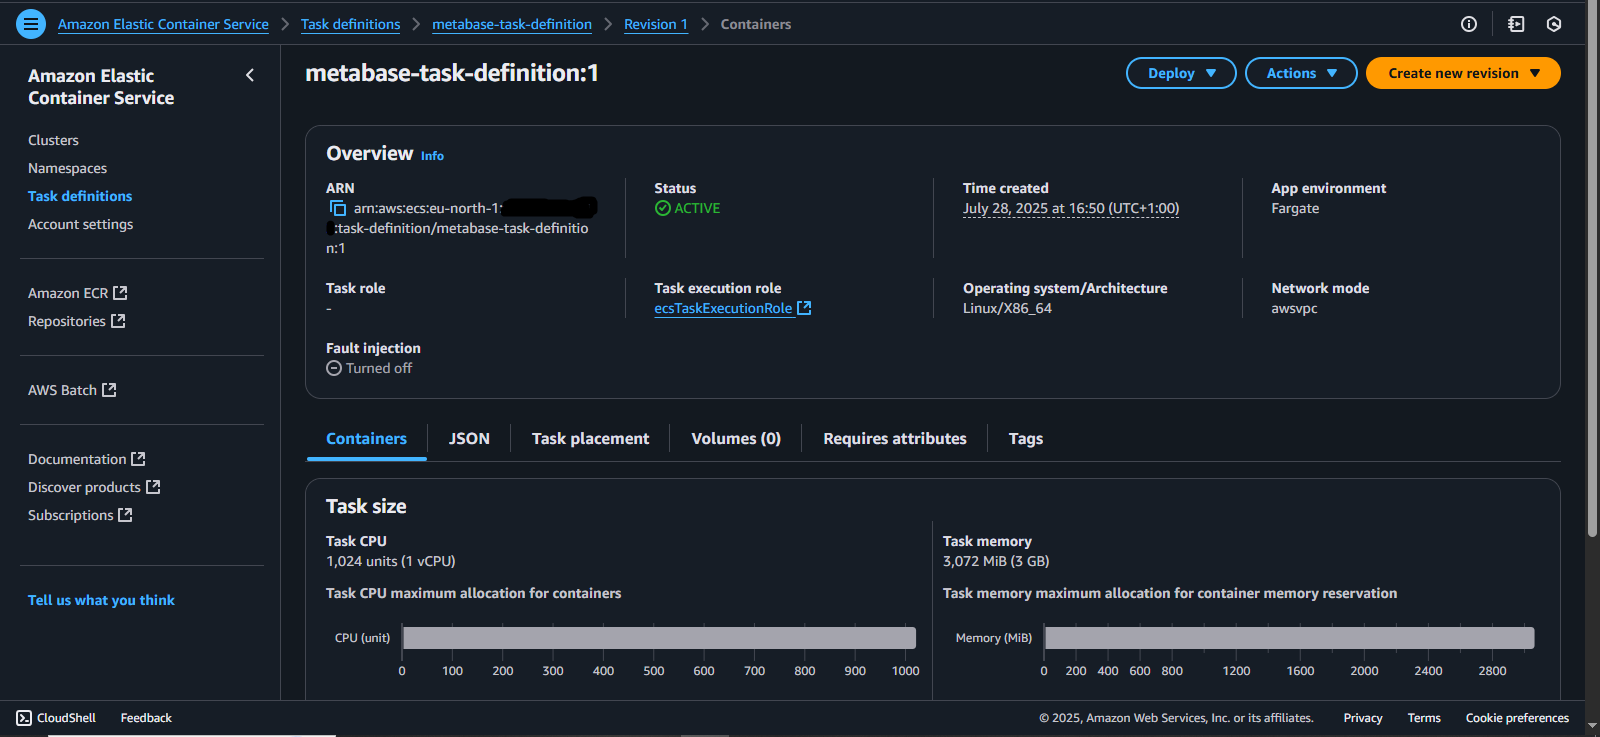 Amazon Elastic Container Service > Task definitions > metabase-task-definition > Revision 1 > Containers
Amazon Elastic
Container Service
Clusters
Namespaces
Task definitions
Account settings
Amazon ECR
Repositories
AWS Batch
Documentation
Discover products
Subscriptions
Tell us what you think
metabase-task-definition:1
Deploy
Actions
Create new revision
Overview Info
ARN
arn:aws:ecs:eu-north-1:
:task-definition/metabase-task-definitio
n:1
Status
ACTIVE
Time created
July 28, 2025 at 16:50 (UTC+1:00)
App environment
Fargate
Task role
-
Task execution role
ecsTaskExecutionRole
Operating system/Architecture
Linux/X86_64
Network mode
awsvpc
Fault injection
Turned off
Containers
JSON
Task placement
Volumes (0)
Requires attributes
Tags
Task size
Task CPU
1,024 units (1 vCPU)
Task CPU maximum allocation for containers
CPU (unit)
0 100 200 300 400 500 600 700 800 900 1000
Task memory
3,072 MiB (3 GB)
Task memory maximum allocation for container memory reservation
Memory (MiB)
0 200 400 600 800 1200 1600 2000 2400 2800
CloudShell
Feedback
© 2025, Amazon Web Services, Inc. or its affiliates.
Privacy
Terms
Cookie preferences